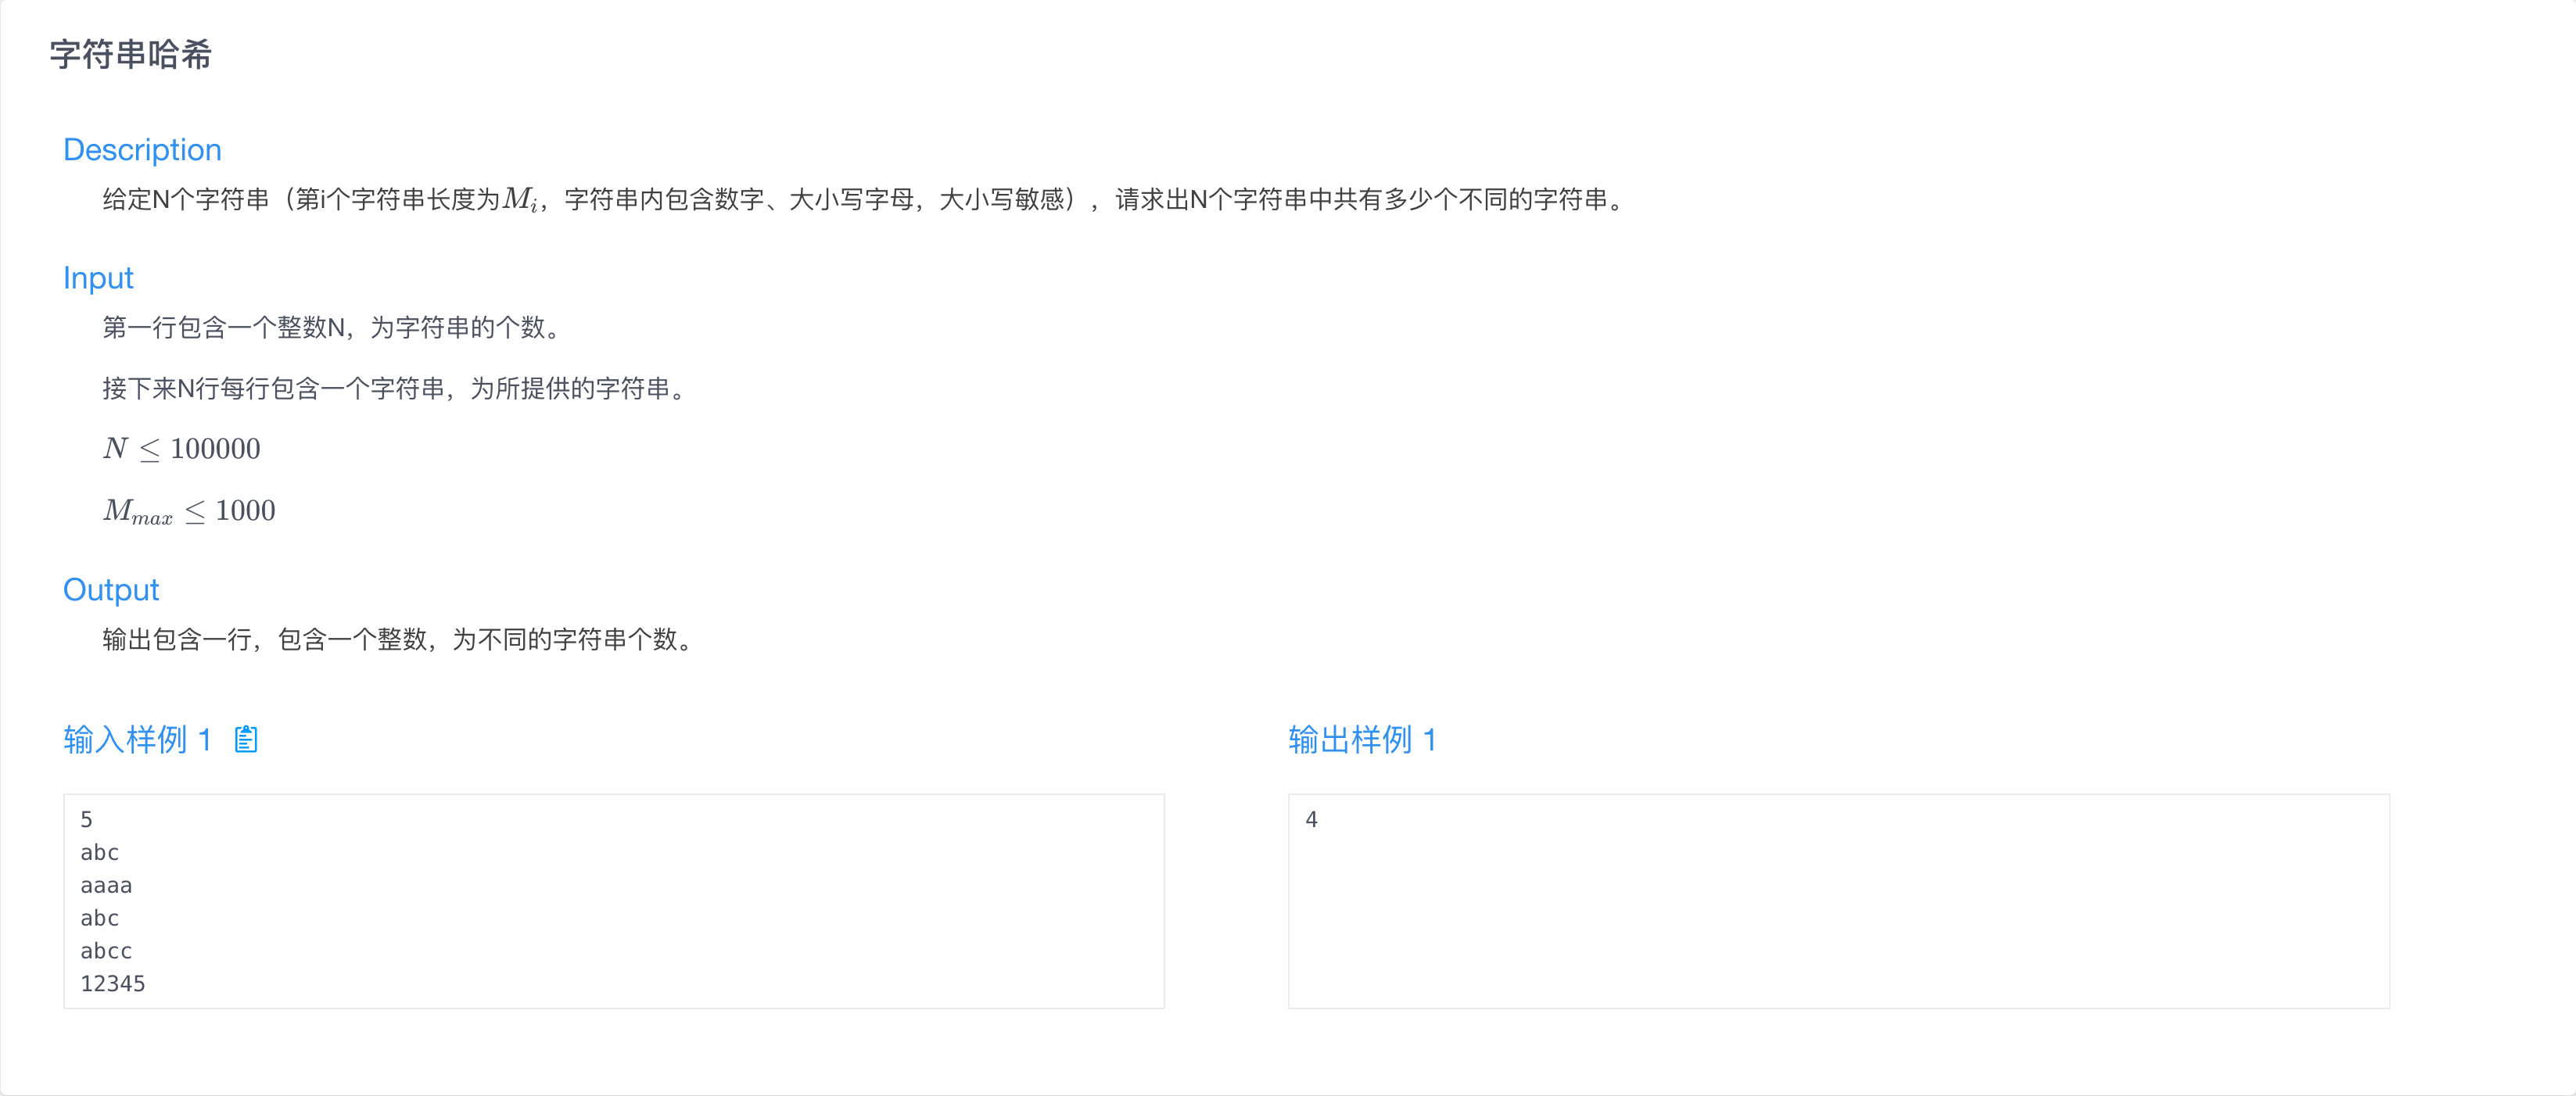 字符串哈希
Description
给定N个字符串（第i个字符串长度为M_i，字符串内包含数字、大小写字母，大小写敏感），请求出N个字符串中共有多少个不同的字符串。
Input
第一行包含一个整数N，为字符串的个数。
接下来N行每行包含一个字符串，为所提供的字符串。
N ≤ 100000
M_max ≤ 1000
Output
输出包含一行，包含一个整数，为不同的字符串个数。
输入样例 1
5
abc
aaaa
abc
abcc
12345
输出样例 1
4